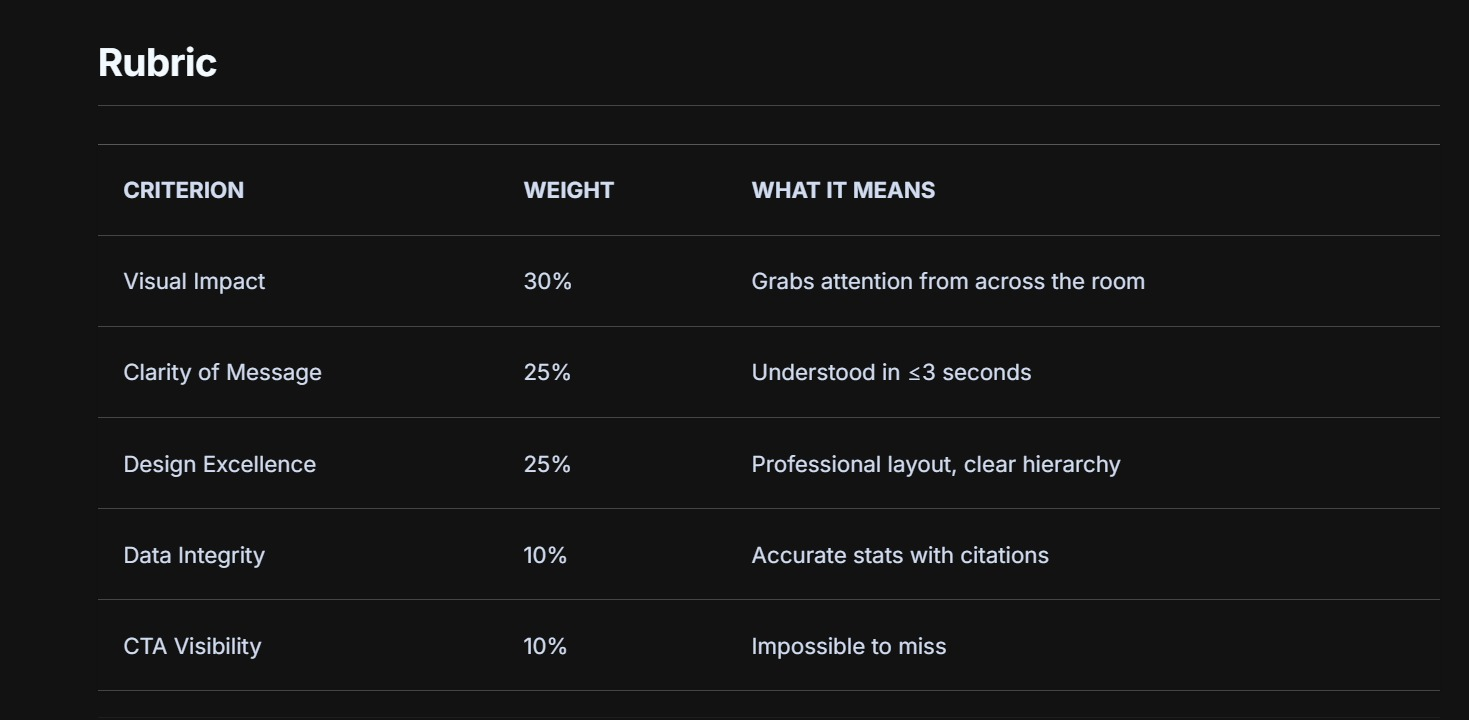 Rubric
CRITERION WEIGHT WHAT IT MEANS
Visual Impact 30% Grabs attention from across the room
Clarity of Message 25% Understood in ≤3 seconds
Design Excellence 25% Professional layout, clear hierarchy
Data Integrity 10% Accurate stats with citations
CTA Visibility 10% Impossible to miss